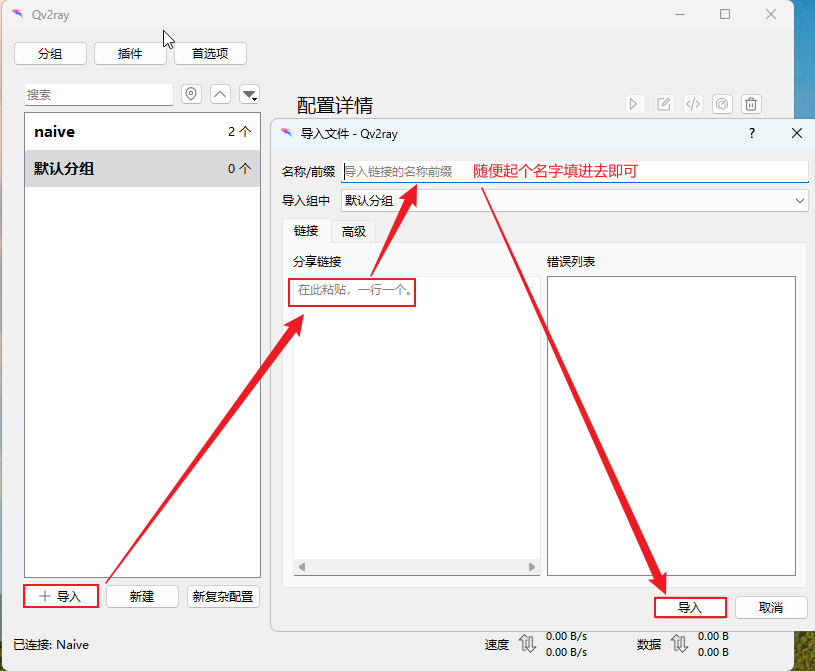 Qv2ray
分组 插件 首选项
搜索
配置详情
naive 2 个
默认分组 0 个
导入文件 - Qv2ray ?
名称/前缀 导入链接的名称前缀 随便起个名字填进去即可
导入组中 默认分组
链接 高级
分享链接 错误列表
在此粘贴，一行一个。
导入 新建 新复杂配置
导入 取消
已连接: Naive
速度 0.00 B/s 0.00 B/s 数据 0.00 B 0.00 B